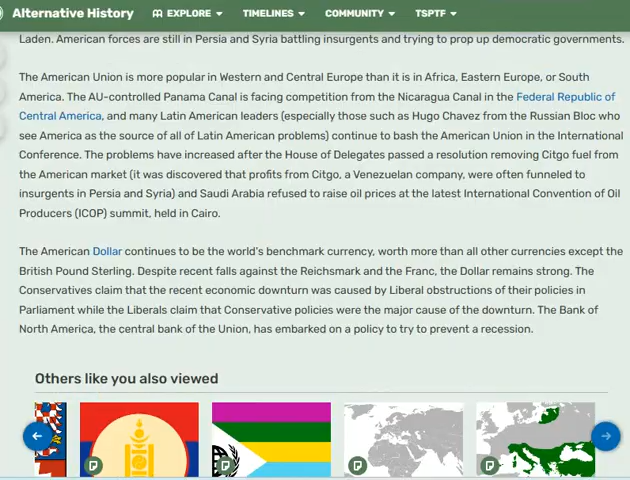 Alternative History
EXPLORE
TIMELINES
COMMUNITY
TSPTF
Laden. American forces are still in Persia and Syria battling insurgents and trying to prop up democratic governments.
The American Union is more popular in Western and Central Europe than it is in Africa, Eastern Europe, or South
America. The AU-controlled Panama Canal is facing competition from the Nicaragua Canal in the Federal Republic of
Central America, and many Latin American leaders (especially those such as Hugo Chavez from the Russian Bloc who
see America as the source of all of Latin American problems) continue to bash the American Union in the International
Conference. The problems have increased after the House of Delegates passed a resolution removing Citgo fuel from
the American market (it was discovered that profits from Citgo, a Venezuelan company, were often funneled to
insurgents in Persia and Syria) and Saudi Arabia refused to raise oil prices at the latest International Convention of Oil
Producers (ICOP) summit, held in Cairo.
The American Dollar continues to be the world's benchmark currency, worth more than all other currencies except the
British Pound Sterling. Despite recent falls against the Reichsmark and the Franc, the Dollar remains strong. The
Conservatives claim that the recent economic downturn was caused by Liberal obstructions of their policies in
Parliament while the Liberals claim that Conservative policies were the major cause of the downturn. The Bank of
North America, the central bank of the Union, has embarked on a policy to try to prevent a recession.
Others like you also viewed